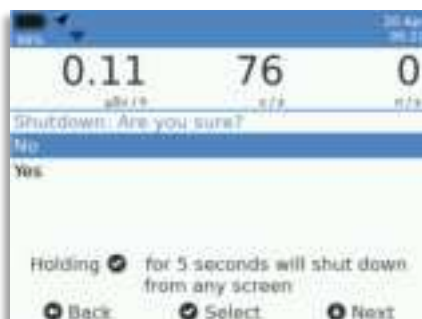 0.11 76 0
µSv/h c/s n/s
Shutdown: Are you sure?
No
Yes
Holding for 5 seconds will shut down
from any screen
Back Select Next